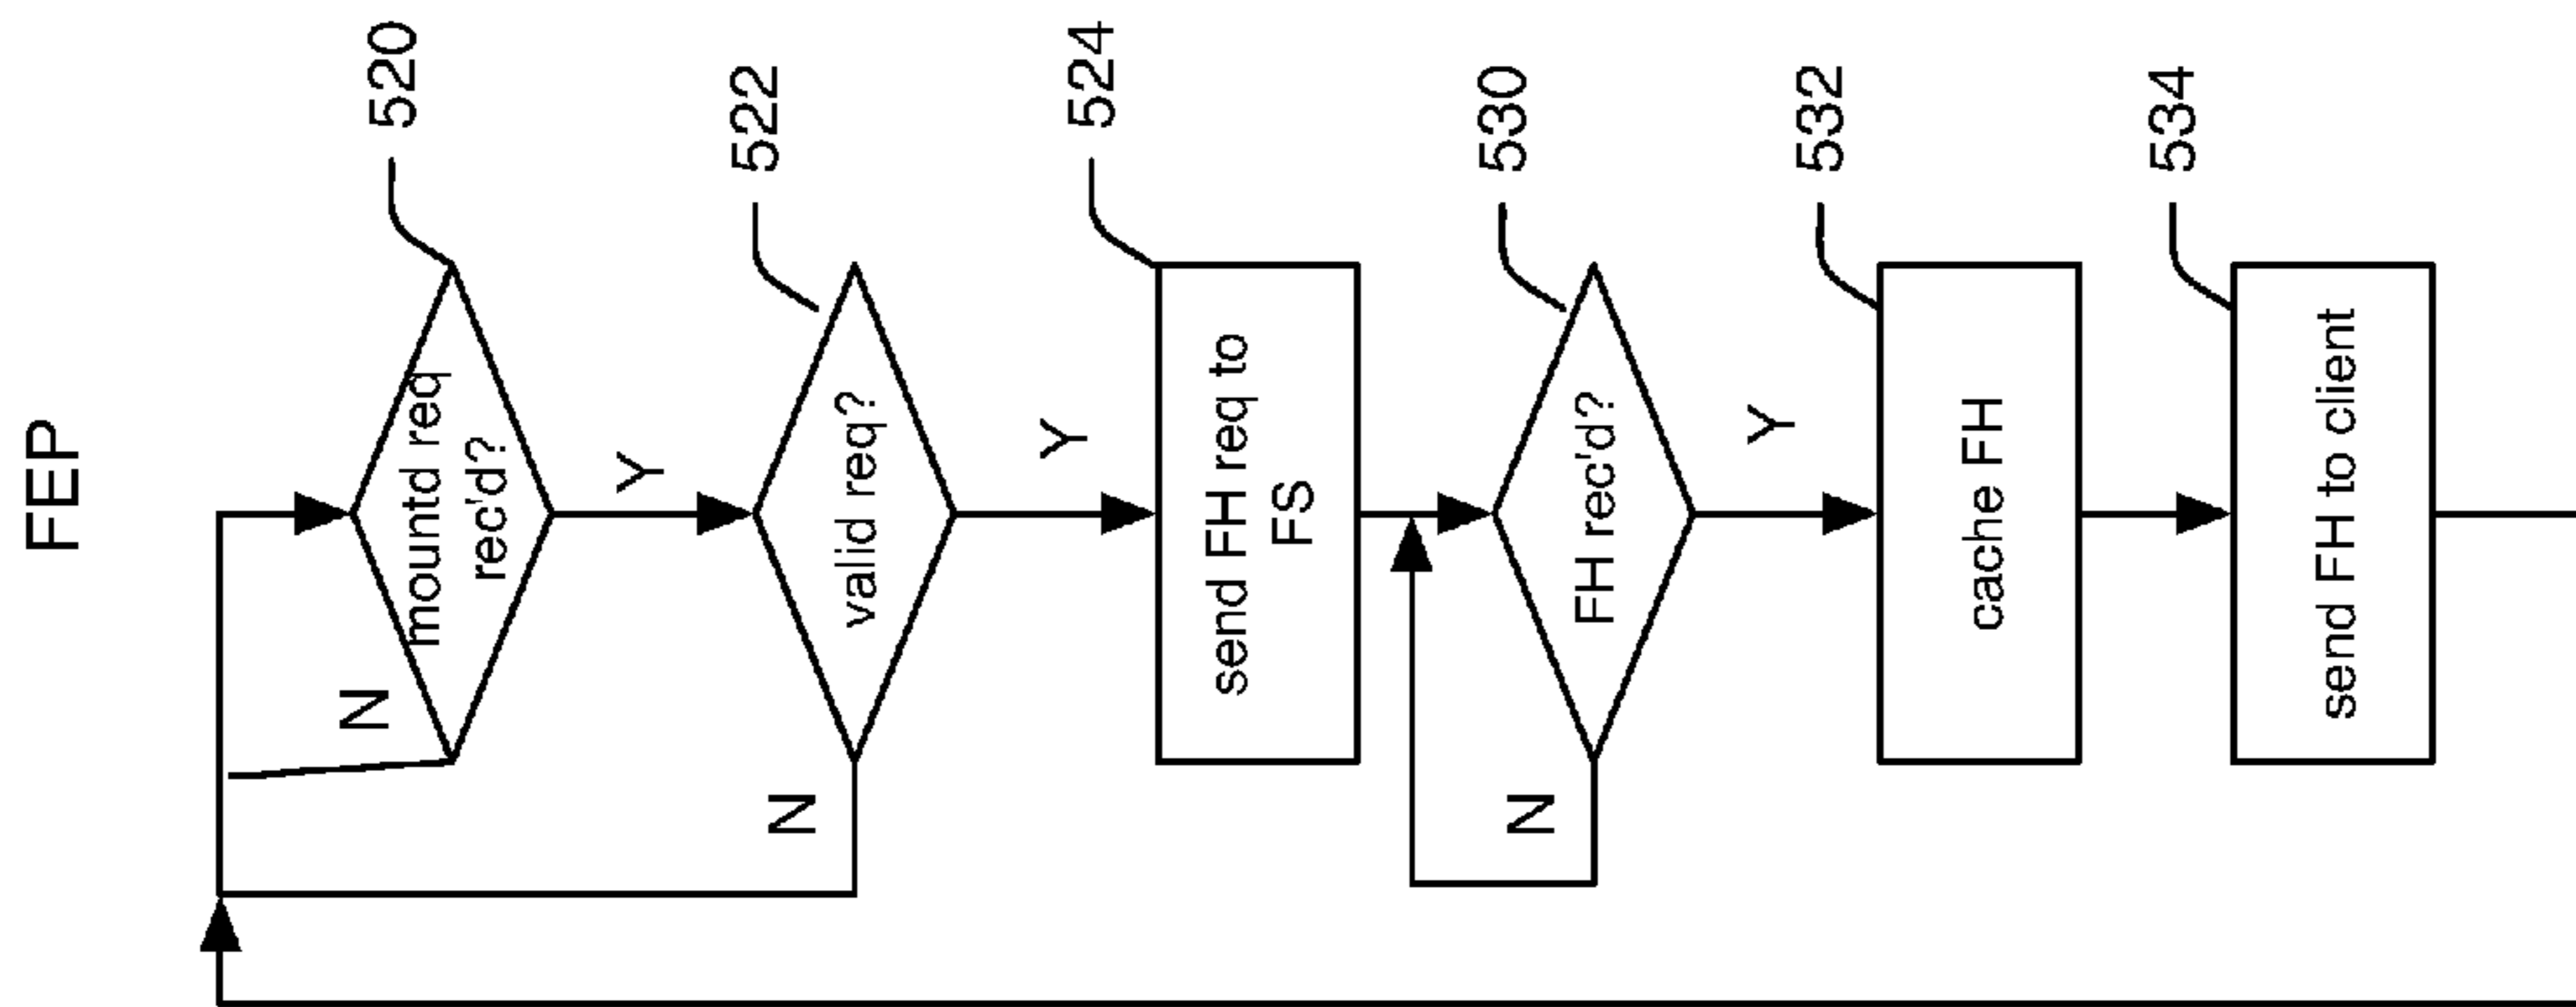 FEP
520
mountd req
rec'd?
N
Y
522
valid req?
N
Y
524
send FH req to
FS
530
FH rec'd?
N
Y
532
cache FH
534
send FH to client